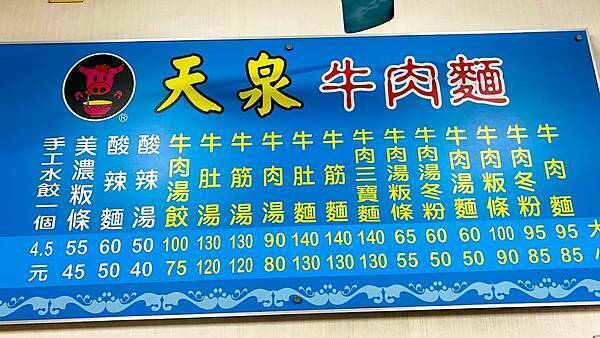 天泉牛肉麵
®
牛肉麵
牛肉冬粉
牛肉粄條
牛肉湯麵
牛肉湯冬粉
牛肉湯粄條
牛肉三寶麵
牛筋麵
牛肚麵
牛肉湯
牛筋湯
牛肚湯
牛肉湯餃
酸辣湯
酸辣麵
美濃粄條
手工水餃一個
4.5 55 60 50 100 130 130 90 140 140 140 65 60 60 100 95 95 大
元 45 50 40 75 120 120 80 130 130 130 55 50 50 90 85 85